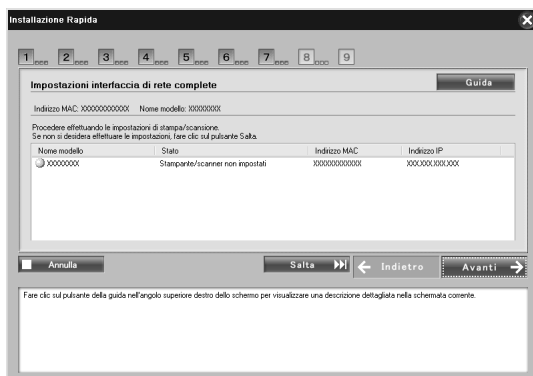 Installazione Rapida
1 2 3 4 5 6 7 8 9
Impostazioni interfaccia di rete complete
Guida
Indirizzo MAC: XXXXXXXXXXXX Nome modello: XXXXXXXX
Procedere effettuando le impostazioni di stampa/scansione.
Se non si desidera effettuare le impostazioni, fare clic sul pulsante Salta.
Nome modello Stato Indirizzo MAC Indirizzo IP
XXXXXXXX Stampante/scanner non impostati XXXXXXXXXXXX XXX.XXX.XXX.XXX
Annulla Salta Indietro Avanti
Fare clic sul pulsante della guida nell'angolo superiore destro dello schermo per visualizzare una descrizione dettagliata nella schermata corrente.